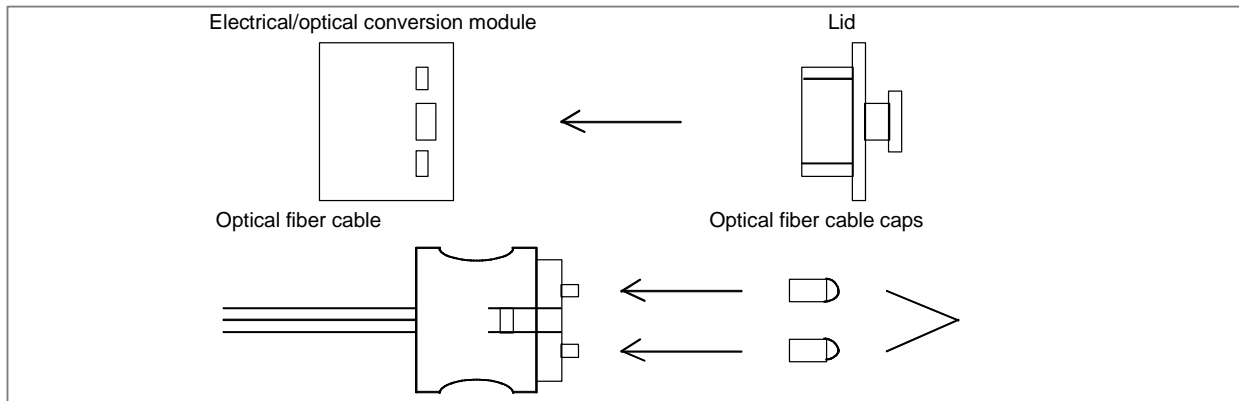 Electrical/optical conversion module
Lid
Optical fiber cable
Optical fiber cable caps